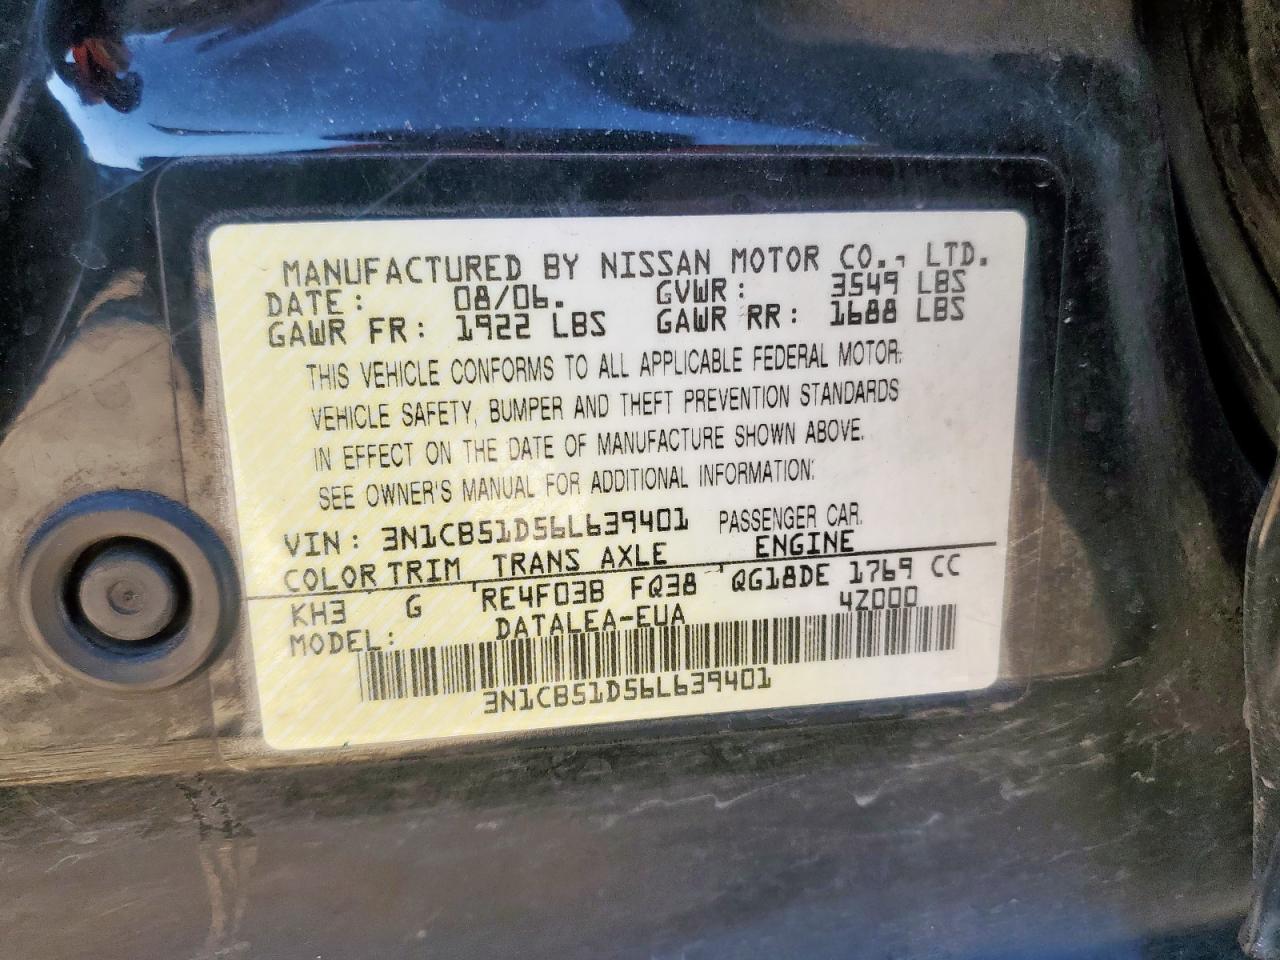 MANUFACTURED BY NISSAN MOTOR CO., LTD.
DATE: 08/06. GVWR: 3549 LBS
GAWR FR: 1922 LBS GAWR RR: 1688 LBS
THIS VEHICLE CONFORMS TO ALL APPLICABLE FEDERAL MOTOR
VEHICLE SAFETY, BUMPER AND THEFT PREVENTION STANDARDS
IN EFFECT ON THE DATE OF MANUFACTURE SHOWN ABOVE.
SEE OWNER'S MANUAL FOR ADDITIONAL INFORMATION.
VIN: 3N1CB51D56L639401 PASSENGER CAR.
COLOR TRIM TRANS AXLE ENGINE
KH3 G RE4F03B FQ38 QG18DE 1769 CC
MODEL: DATALEA-EUA 4Z000
3N1CB51D56L639401